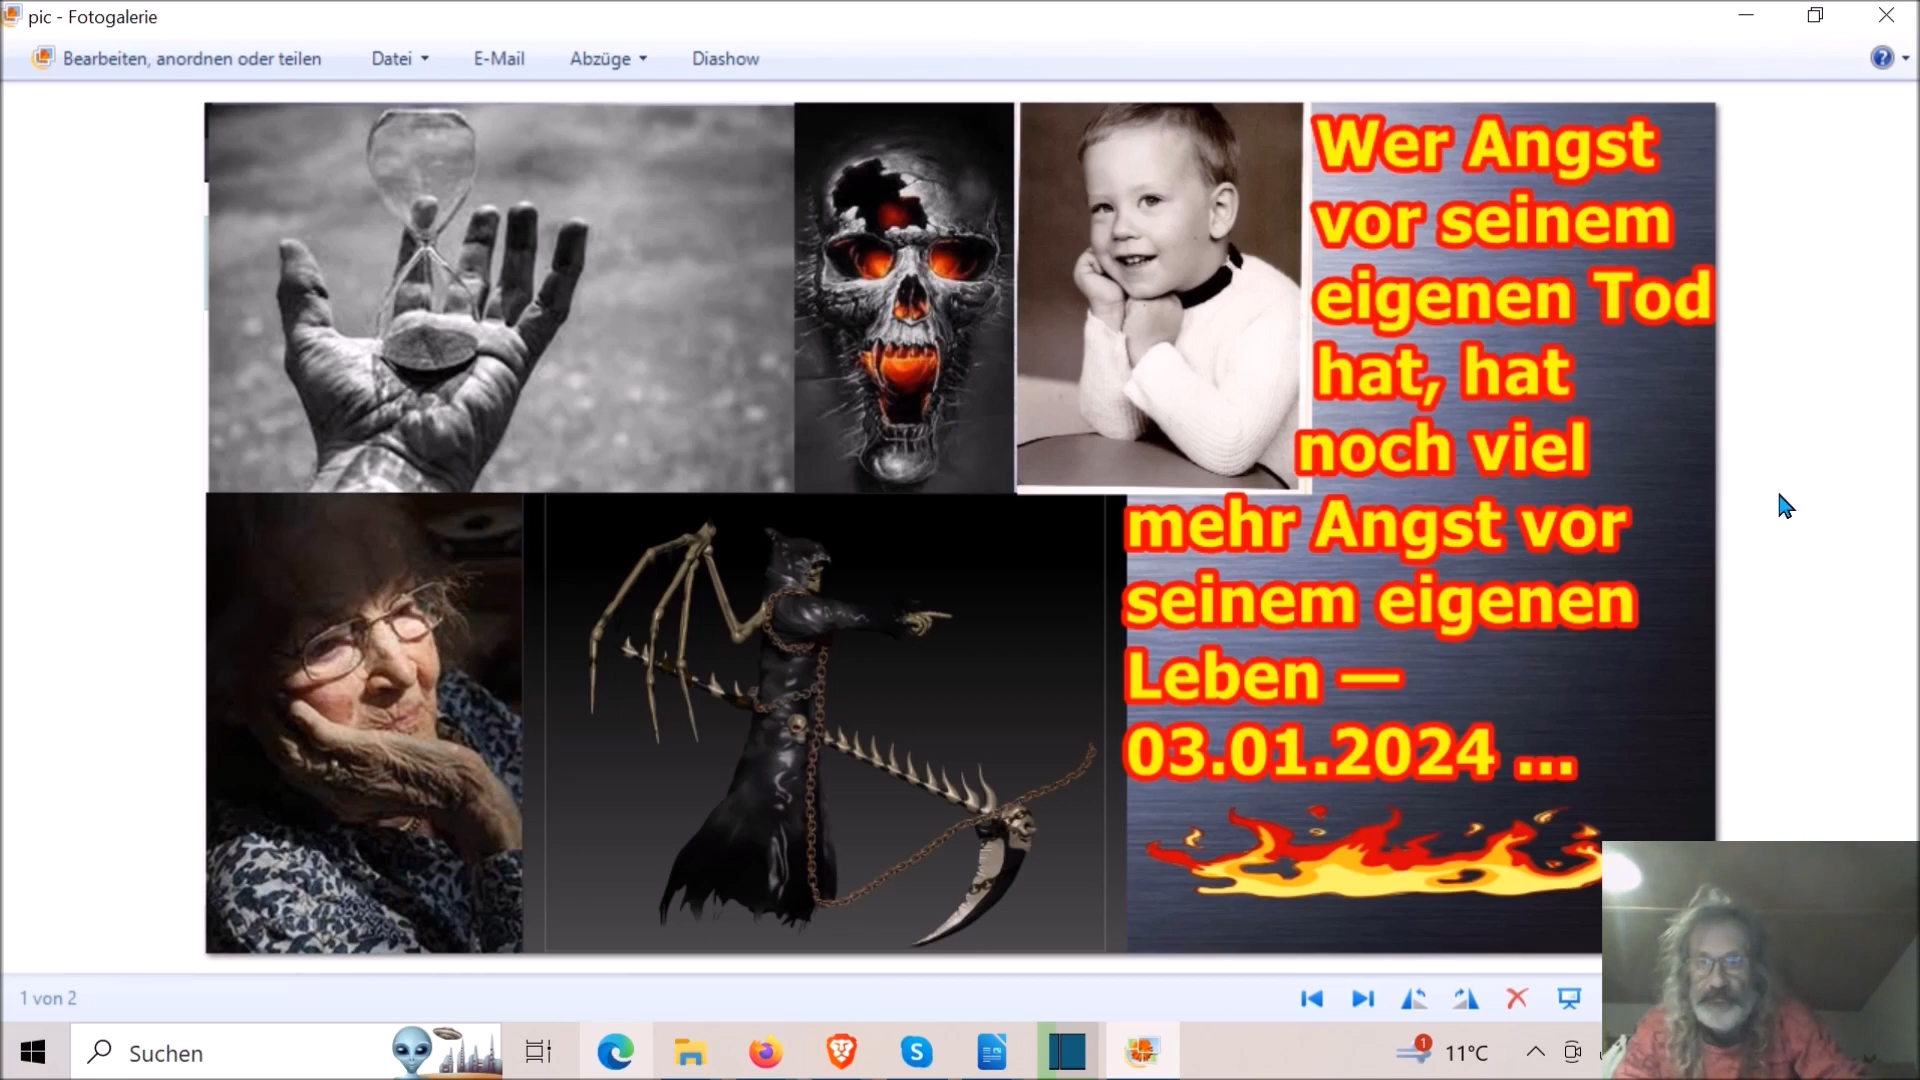 pic - Fotogalerie
Bearbeiten, anordnen oder teilen Datei E-Mail Abzüge Diashow
Wer Angst
vor seinem
eigenen Tod
hat, hat
noch viel
mehr Angst vor
seinem eigenen
Leben —
03.01.2024 ...
1 von 2
Suchen
S
1
11°C